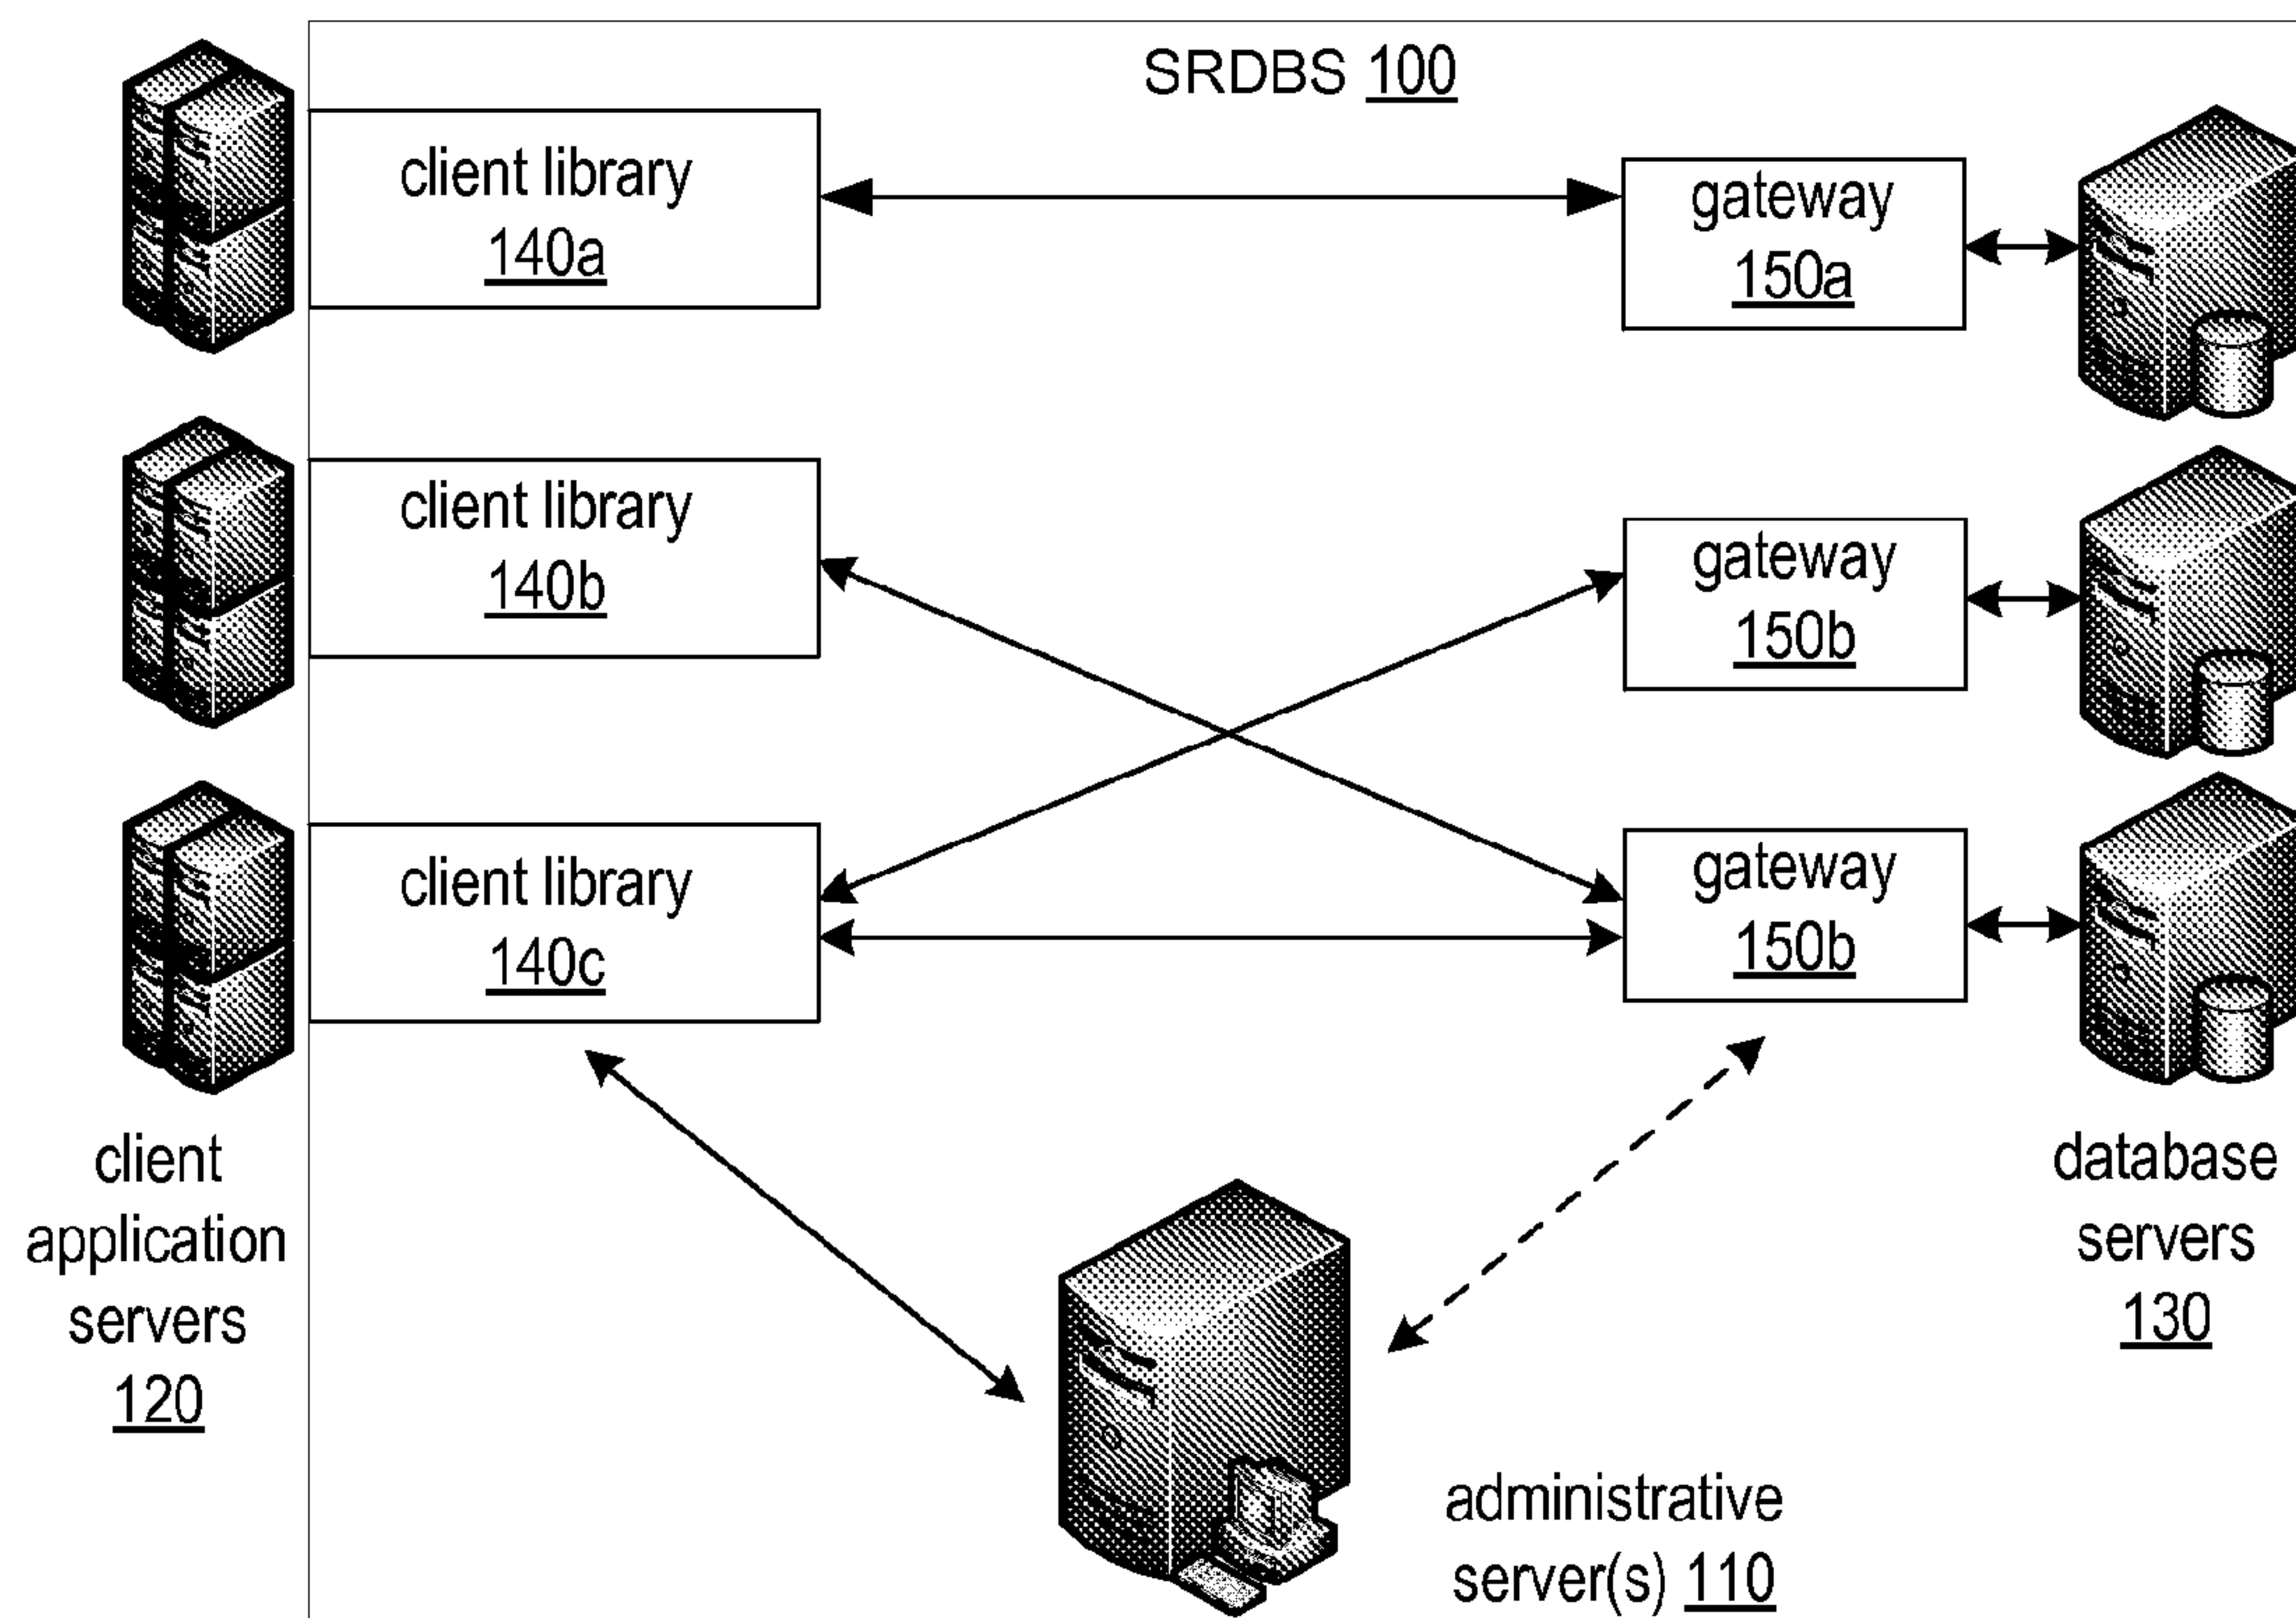 SRDBS 100
client library
140a
gateway
150a
client library
140b
gateway
150b
client library
140c
gateway
150b
client
application
servers
120
database
servers
130
administrative
server(s) 110